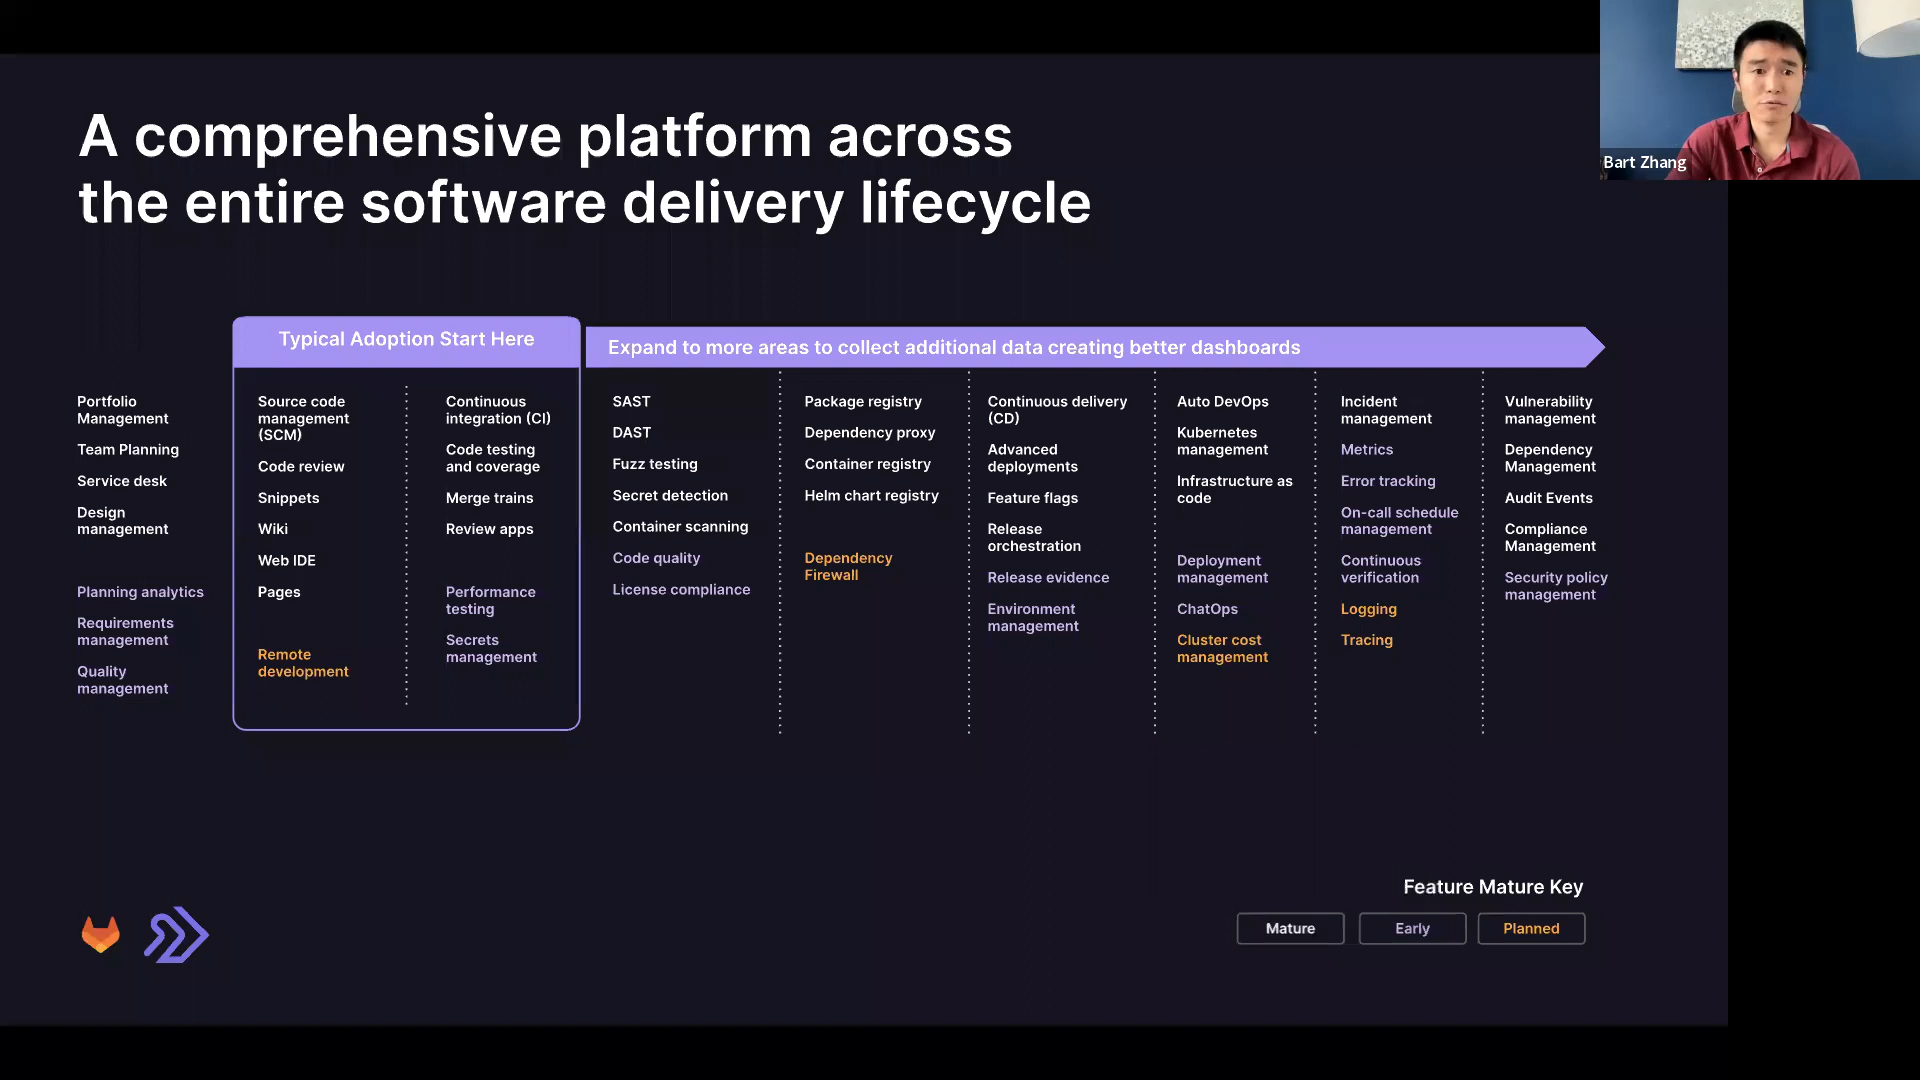 A comprehensive platform across
the entire software delivery lifecycle
Bart Zhang
Typical Adoption Start Here
Expand to more areas to collect additional data creating better dashboards
Portfolio
Management
Team Planning
Service desk
Design
management
Planning analytics
Requirements
management
Quality
management
Source code
management
(SCM)
Code review
Snippets
Wiki
Web IDE
Pages
Remote
development
Continuous
integration (CI)
Code testing
and coverage
Merge trains
Review apps
Performance
testing
Secrets
management
SAST
DAST
Fuzz testing
Secret detection
Container scanning
Code quality
License compliance
Package registry
Dependency proxy
Container registry
Helm chart registry
Dependency
Firewall
Continuous delivery
(CD)
Advanced
deployments
Feature flags
Release
orchestration
Release evidence
Environment
management
Auto DevOps
Kubernetes
management
Infrastructure as
code
Deployment
management
ChatOps
Cluster cost
management
Incident
management
Metrics
Error tracking
On-call schedule
management
Continuous
verification
Logging
Tracing
Vulnerability
management
Dependency
Management
Audit Events
Compliance
Management
Security policy
management
Feature Mature Key
Mature
Early
Planned